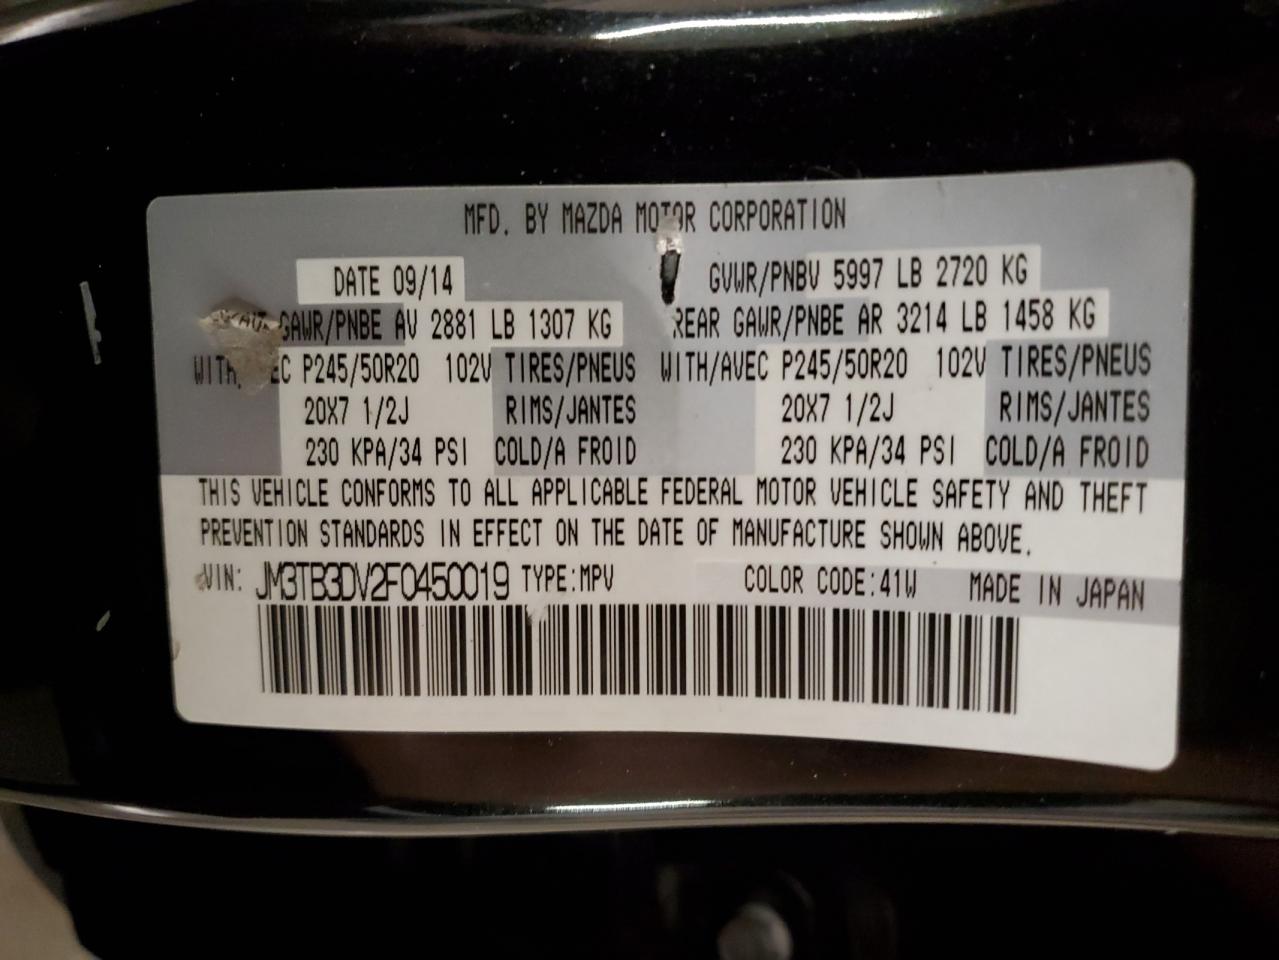 MFD. BY MAZDA MOTOR CORPORATION
DATE 09/14 GVWR/PNBV 5997 LB 2720 KG
GAWR/PNBE AV 2881 LB 1307 KG REAR GAWR/PNBE AR 3214 LB 1458 KG
P245/50R20 102V TIRES/PNEUS WITH/AVEC P245/50R20 102V TIRES/PNEUS
20X7 1/2J RIMS/JANTES 20X7 1/2J RIMS/JANTES
230 KPA/34 PSI COLD/A FROID 230 KPA/34 PSI COLD/A FROID
THIS VEHICLE CONFORMS TO ALL APPLICABLE FEDERAL MOTOR VEHICLE SAFETY AND THEFT
PREVENTION STANDARDS IN EFFECT ON THE DATE OF MANUFACTURE SHOWN ABOVE.
VIN: JM3TB3DV2F0450019 TYPE:MPV COLOR CODE:41W MADE IN JAPAN